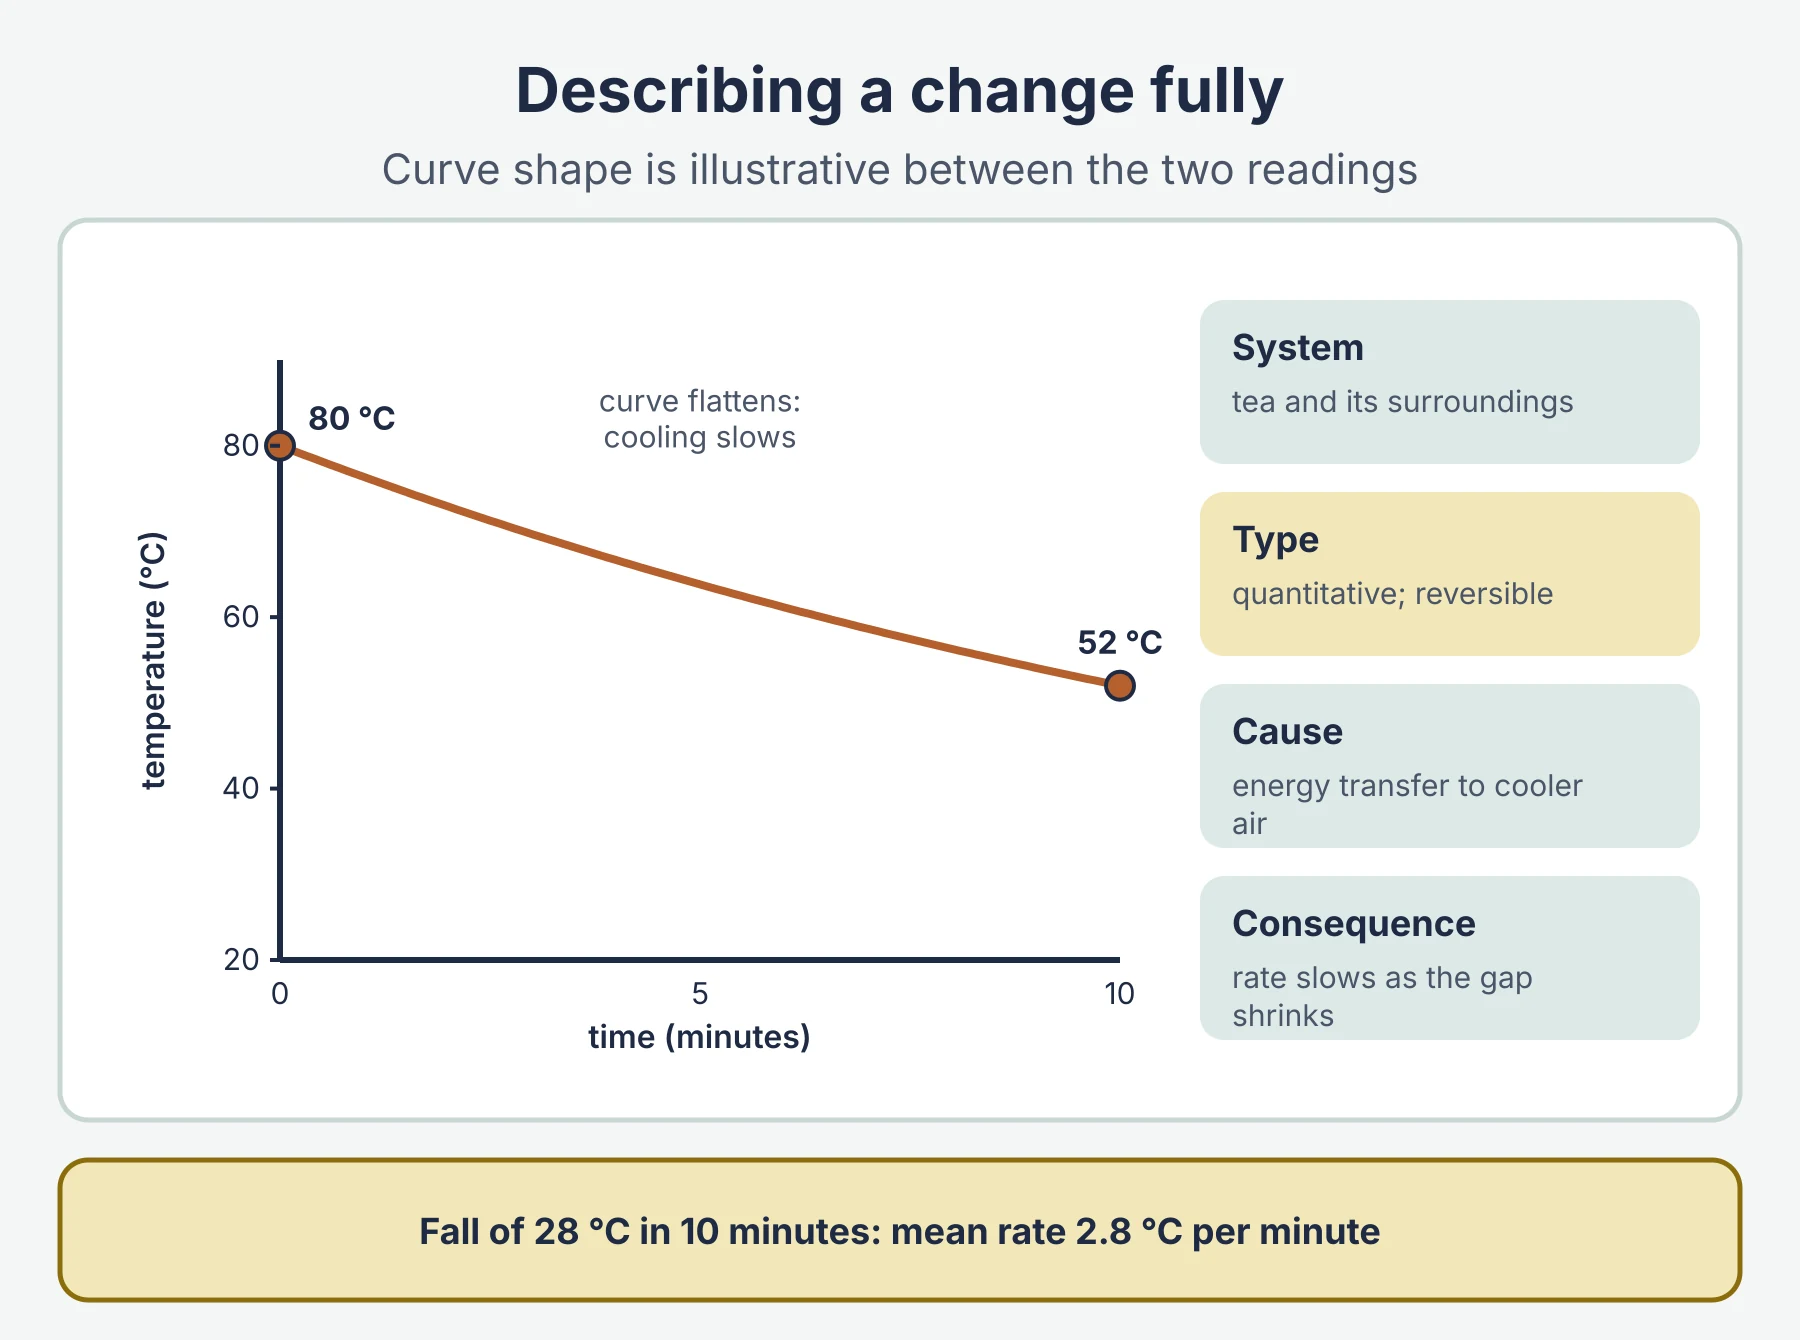 Describing a change fully
Curve shape is illustrative between the two readings
80 °C
curve flattens:
cooling slows
52 °C
80
60
40
20
temperature (°C)
0
5
10
time (minutes)
System
tea and its surroundings
Type
quantitative; reversible
Cause
energy transfer to cooler
air
Consequence
rate slows as the gap
shrinks
Fall of 28 °C in 10 minutes: mean rate 2.8 °C per minute